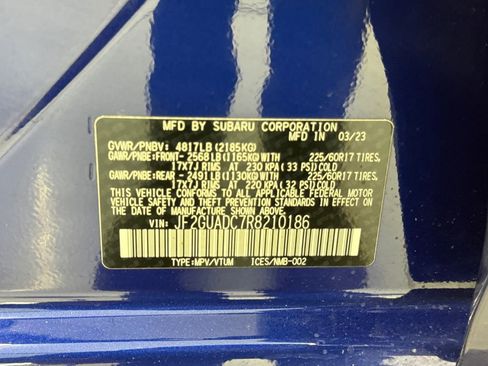 MFD BY SUBARU CORPORATION
MADE IN JAPAN 03/23
GVWR/PNBV: 4817LB(2185KG)
GAWR/PNBE:FRONT- 2568LB(1165KG)WITH 225/60R17 TIRES,
17X7J RIMS AT 230 KPA (33 PSI)COLD
GAWR/PNBE:REAR -2491LB(1130KG)WITH 225/60R17 TIRES,
17X7J RIMS AT 220 KPA(32 PSI)COLD
THIS VEHICLE CONFORMS TO ALL APPLICABLE FEDERAL MOTOR
VEHICLE SAFETY AND THEFT PREVENTION STANDARDS IN EFFECT
ON THE DATE OF MANUFACTURE SHOWN ABOVE.
VIN: JF2GUADC7R8210186
TYPE:MPV/VTUM ICES/NMB-002